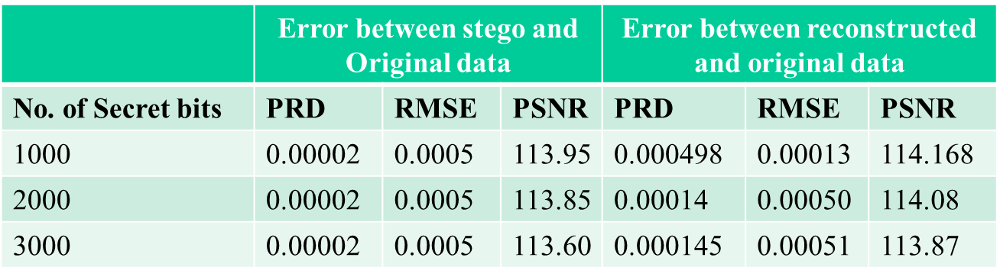 Error between stego and Original data Error between reconstructed and original data
No. of Secret bits PRD RMSE PSNR PRD RMSE PSNR
1000 0.00002 0.0005 113.95 0.000498 0.00013 114.168
2000 0.00002 0.0005 113.85 0.00014 0.00050 114.08
3000 0.00002 0.0005 113.60 0.000145 0.00051 113.87